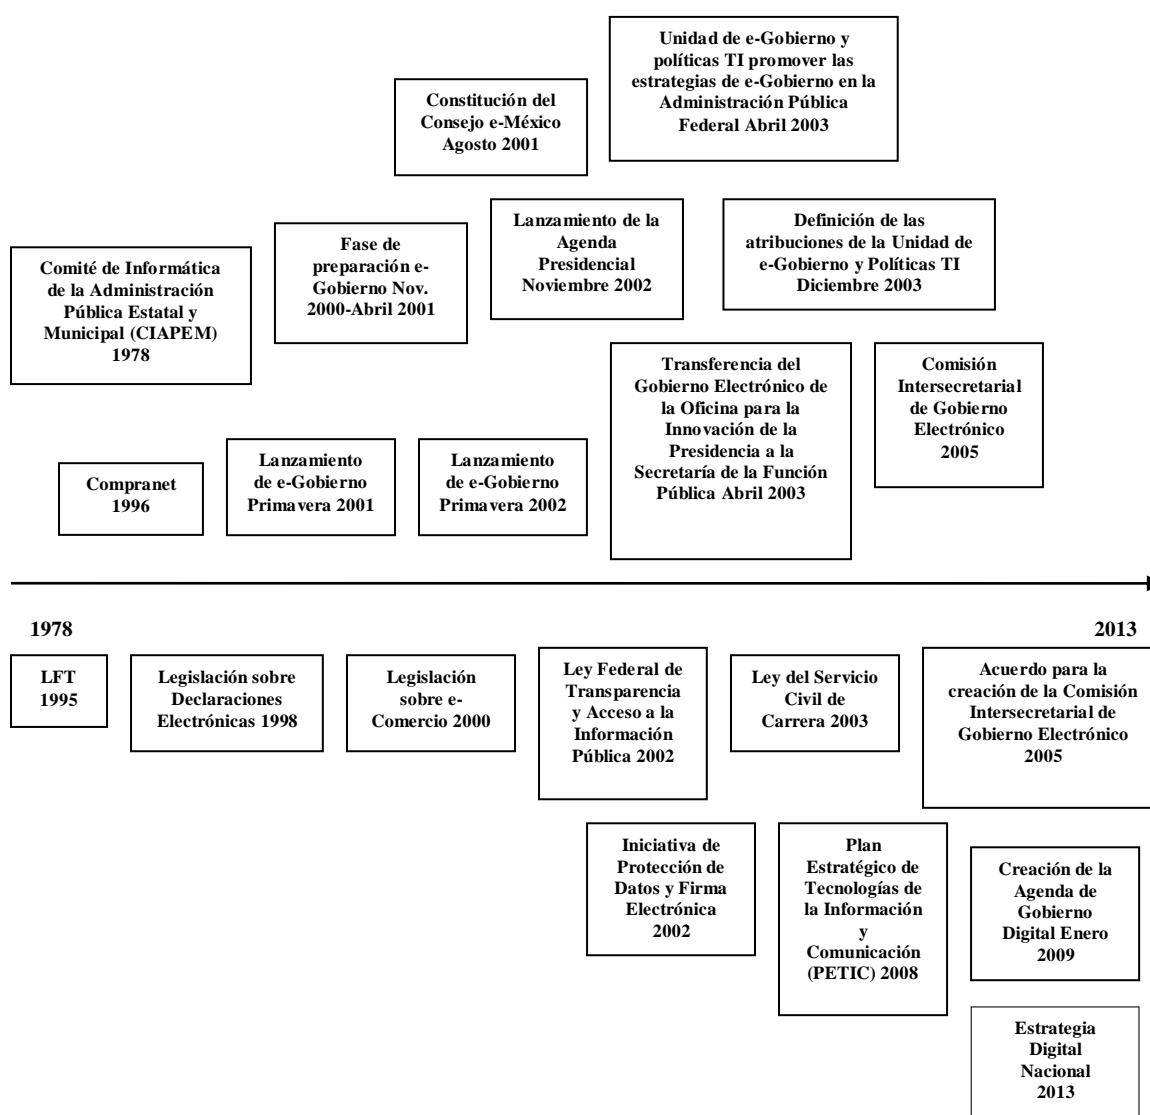 Unidad de e-Gobierno y
políticas TI promover las
estrategias de e-Gobierno en la
Administración Pública
Federal Abril 2003
Constitución del
Consejo e-México
Agosto 2001
Lanzamiento de la
Agenda
Presidencial
Noviembre 2002
Definición de las
atribuciones de la Unidad de
e-Gobierno y Políticas TI
Diciembre 2003
Fase de
preparación e-
Gobierno Nov.
2000-Abril 2001
Comité de Informática
de la Administración
Pública Estatal y
Municipal (CIAPEM)
1978
Transferencia del
Gobierno Electrónico de
la Oficina para la
Innovación de la
Presidencia a la
Secretaría de la Función
Pública Abril 2003
Comisión
Intersecretarial
de Gobierno
Electrónico
2005
Compranet
1996
Lanzamiento
de e-Gobierno
Primavera 2001
Lanzamiento
de e-Gobierno
Primavera 2002
1978
2013
LFT
1995
Legislación sobre
Declaraciones
Electrónicas 1998
Legislación
sobre e-
Comercio 2000
Ley Federal de
Transparencia
y Acceso a la
Información
Pública 2002
Ley del Servicio
Civil de
Carrera 2003
Acuerdo para la
creación de la Comisión
Intersecretarial de
Gobierno Electrónico
2005
Iniciativa de
Protección de
Datos y Firma
Electrónica
2002
Plan
Estratégico de
Tecnologías de
la Información
y
Comunicación
(PETIC) 2008
Creación de la
Agenda de
Gobierno
Digital Enero
2009
Estrategia
Digital
Nacional
2013